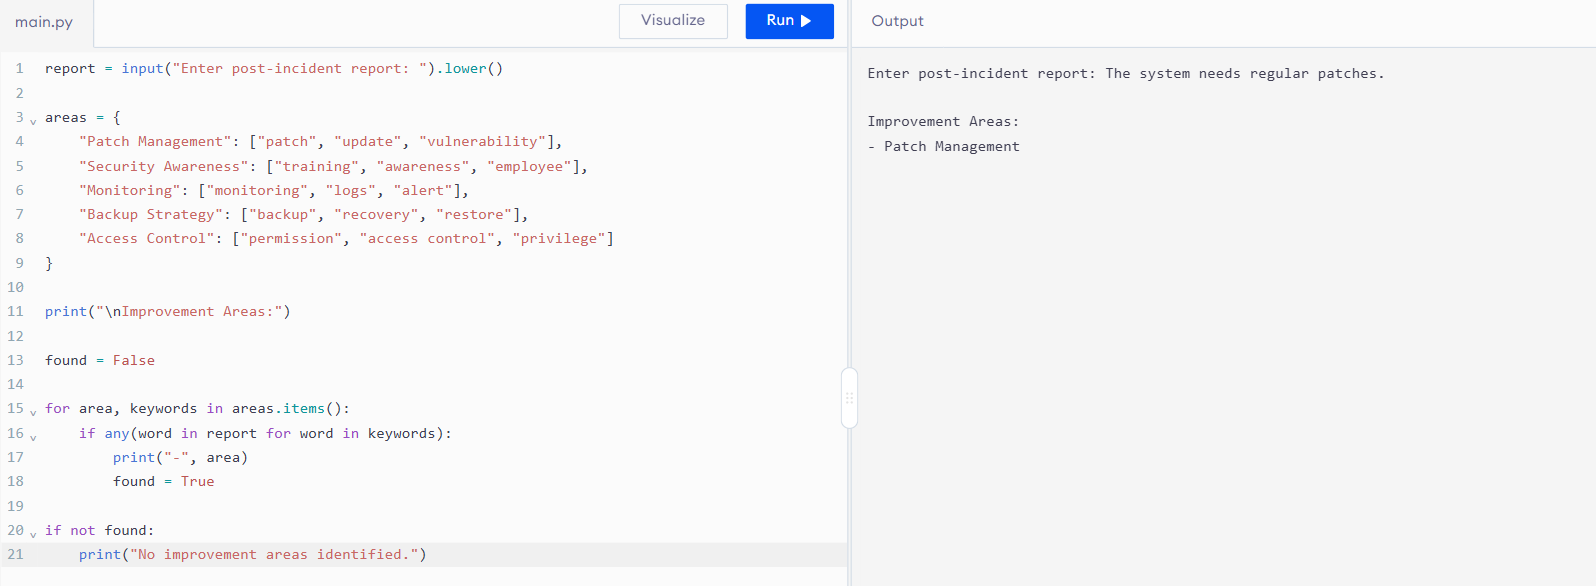 main.py
Visualize
Run
1 report = input("Enter post-incident report: ").lower()
2
3 areas = {
4     "Patch Management": ["patch", "update", "vulnerability"],
5     "Security Awareness": ["training", "awareness", "employee"],
6     "Monitoring": ["monitoring", "logs", "alert"],
7     "Backup Strategy": ["backup", "recovery", "restore"],
8     "Access Control": ["permission", "access control", "privilege"]
9 }
10
11 print("\nImprovement Areas:")
12
13 found = False
14
15 for area, keywords in areas.items():
16     if any(word in report for word in keywords):
17         print("-", area)
18         found = True
19
20 if not found:
21     print("No improvement areas identified.")
Output
Enter post-incident report: The system needs regular patches.
Improvement Areas:
- Patch Management